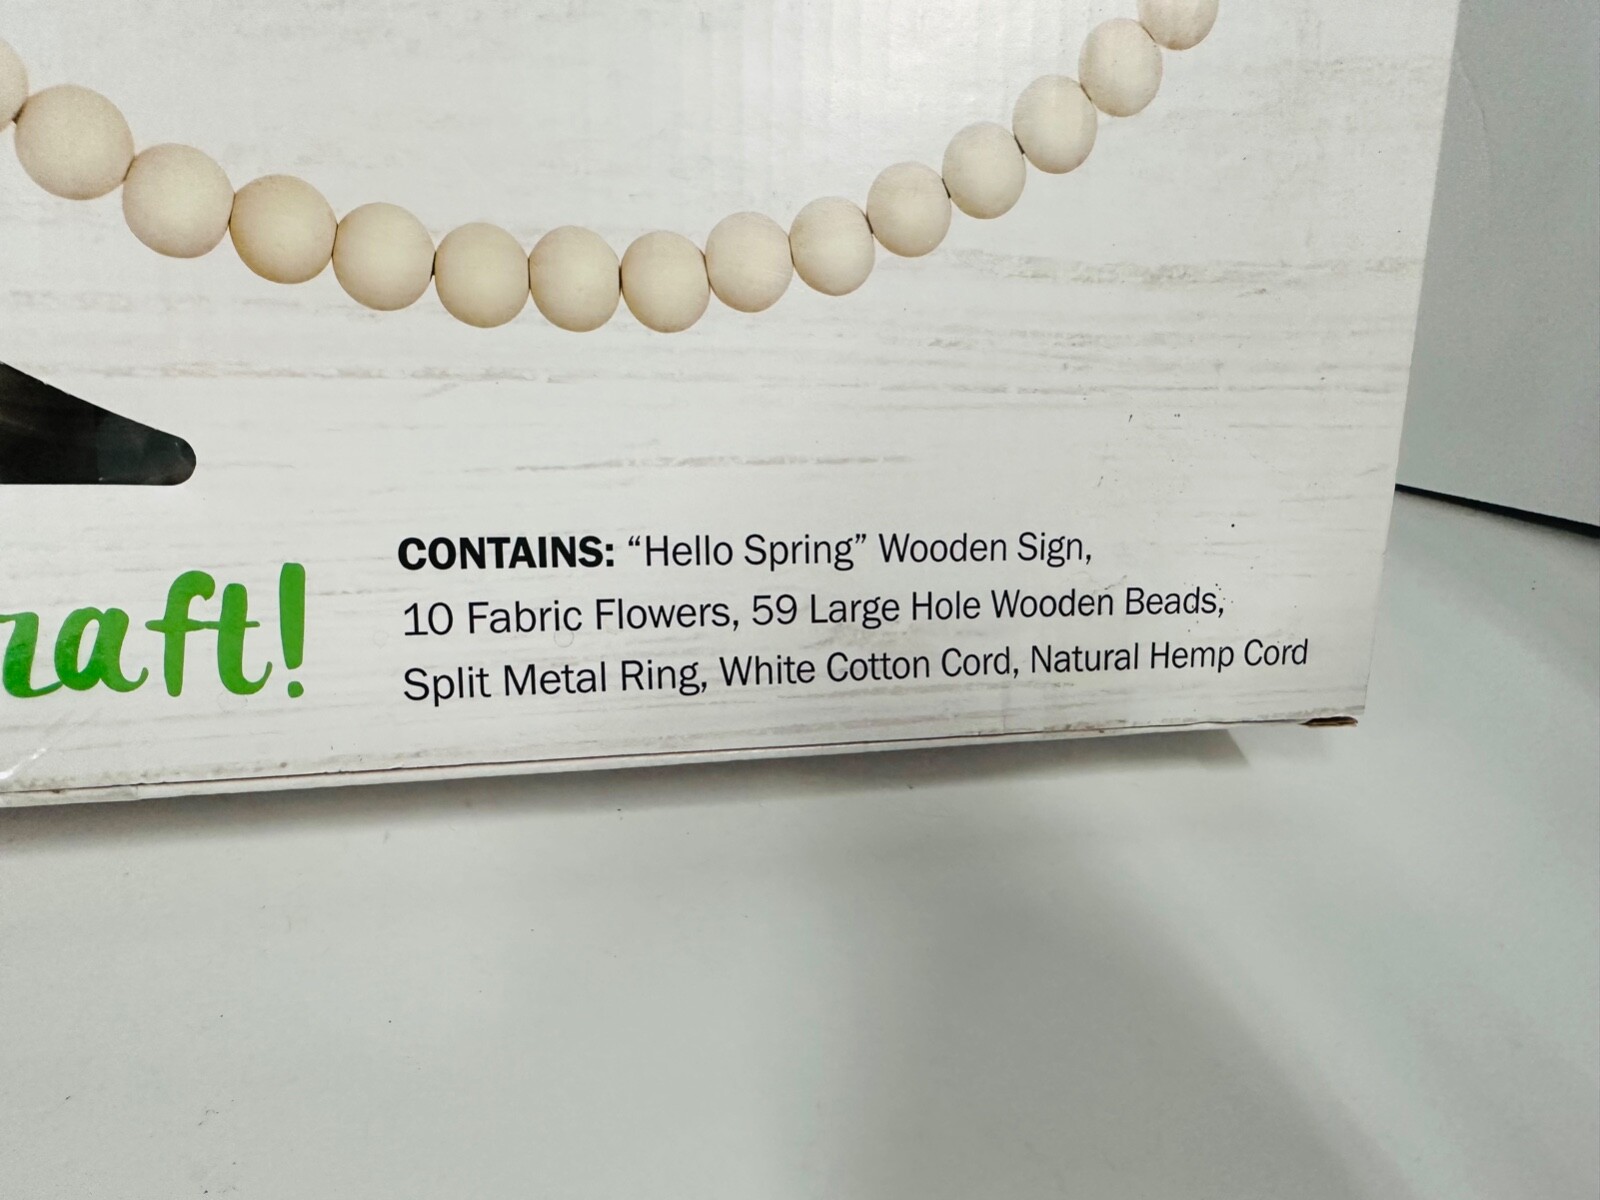 raft!
CONTAINS: “Hello Spring” Wooden Sign,
10 Fabric Flowers, 59 Large Hole Wooden Beads,
Split Metal Ring, White Cotton Cord, Natural Hemp Cord